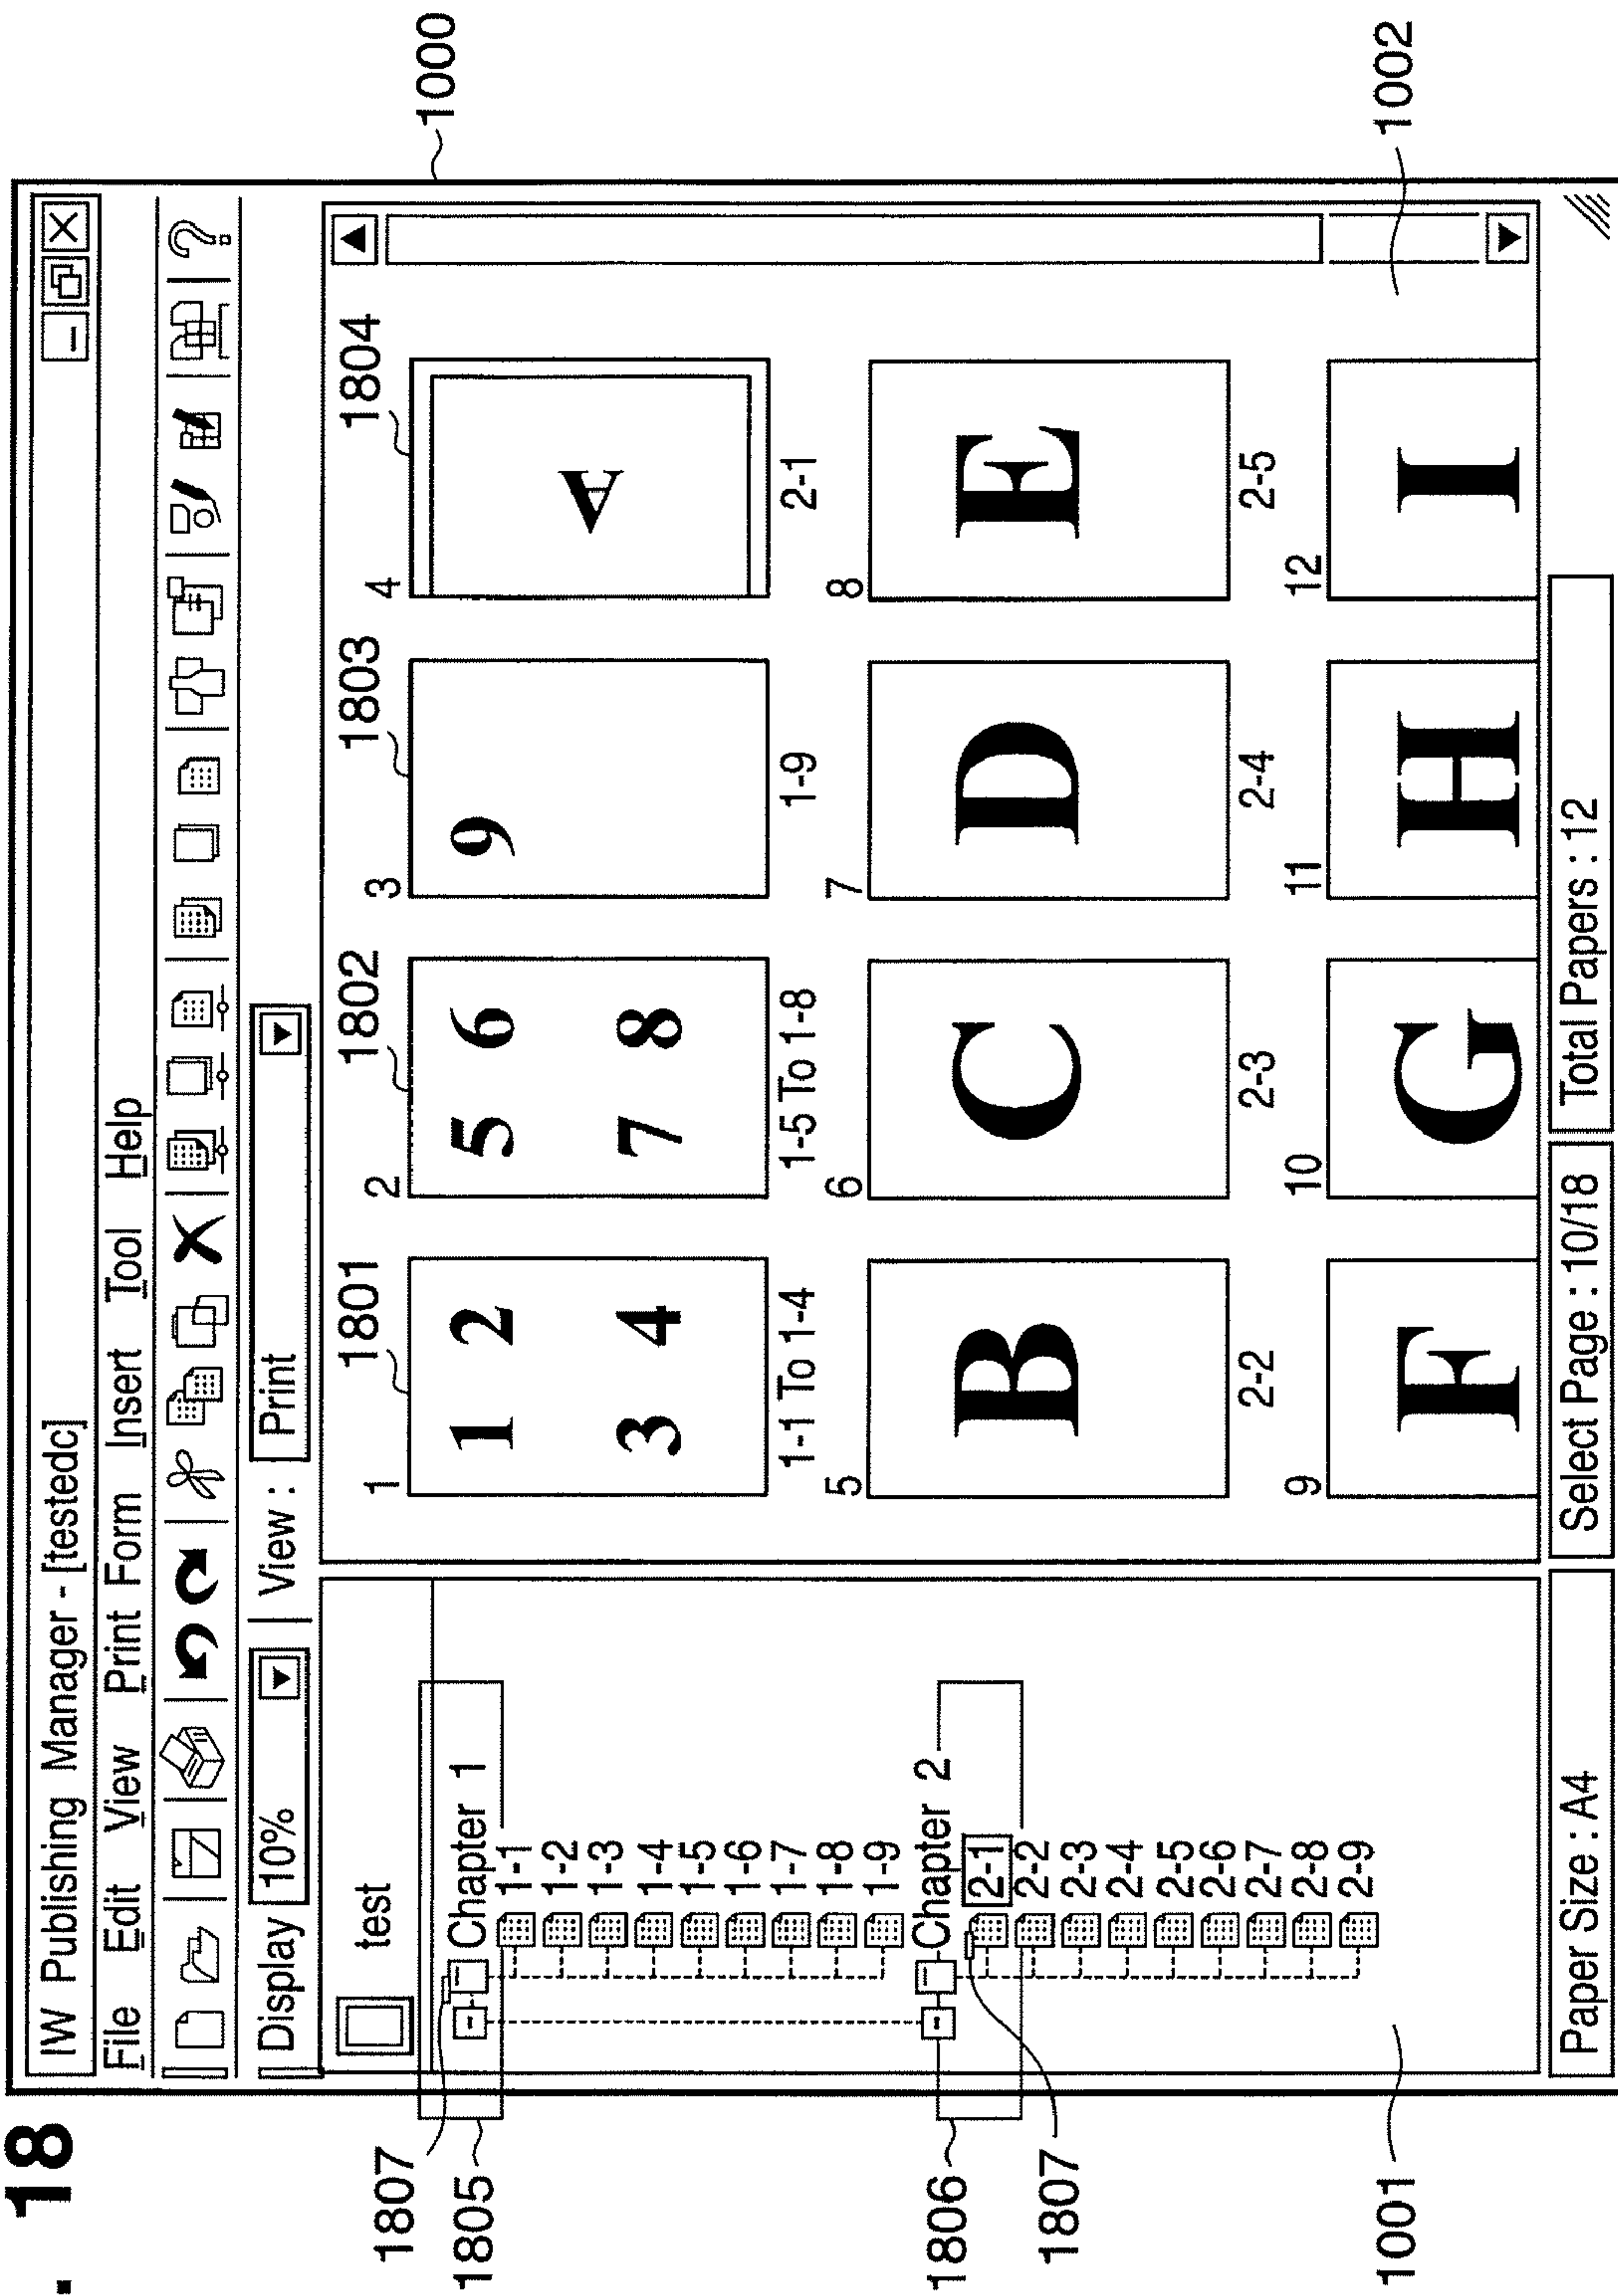 . 18
IW Publishing Manager - [testedc]
File Edit View Print Form Insert Tool Help
Display 10% View : Print
test
Chapter 1
1-1
1-2
1-3
1-4
1-5
1-6
1-7
1-8
1-9
Chapter 2
2-1
2-2
2-3
2-4
2-5
2-6
2-7
2-8
2-9
1801 1802 1803 1804
1 2 3 4
1 2 5 6 9 A
3 4 7 8
1-1 To 1-4 1-5 To 1-8 1-9 2-1
5 6 7 8
B C D E
2-2 2-3 2-4 2-5
9 10 11 12
F G H I
Paper Size : A4 Select Page : 10/18 Total Papers : 12
1807
1805
1806
1807
1001
1000
1002